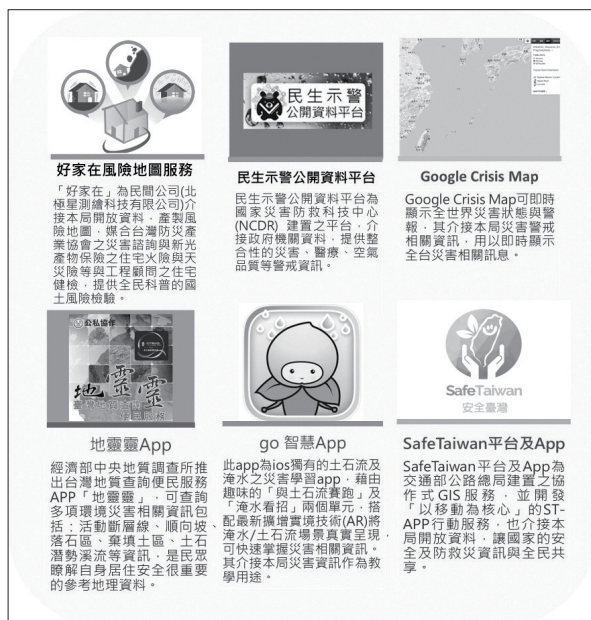 好家在風險地圖服務
「好家在」為民間公司(北
極星測繪科技有限公司)介
接本局開放資料，產製風
險地圖，媒合台灣防災產
業協會之災害諮詢與新光
產物保險之住宅火險與天
災險等與工程顧問之住宅
健檢，提供全民科普的國
土風險檢驗。
民生示警
公開資料平台
民生示警公開資料平台
民生示警公開資料平台為
國家災害防救科技中心
(NCDR) 建置之平台，介
接政府機關資料，提供整
合性的災害、醫療、空氣
品質等警戒資訊。
Google Crisis Map
Google Crisis Map可即時
顯示全世界災害狀態與警
報，其介接本局災害警戒
相關資訊，用以即時顯示
全台災害相關訊息。
公私協作
地靈靈
地靈靈App
經濟部中央地質調查所推
出台灣地質查詢便民服務
APP「地靈靈」，可查詢
多項環境災害相關資訊包
括：活動斷層線、順向坡、
落石區、棄填土區、土石
潛勢溪流等資訊，是民眾
瞭解自身居住安全很重要
的參考地理資料。
go 智慧App
此app為ios獨有的土石流及
淹水之災害學習app，藉由
趣味的「與土石流賽跑」及
「淹水看招」兩個單元，搭
配最新擴增實境技術(AR)將
淹水/土石流場景真實呈現，
可快速掌握災害相關資訊。
其介接本局災害資訊作為教
學用途。
SafeTaiwan
安全臺灣
SafeTaiwan平台及App
SafeTaiwan平台及App為
交通部公路總局建置之協
作式 GIS 服務，並開發
「以移動為核心」的ST-
APP行動服務，也介接本
局開放資料，讓國家的安
全及防救災資訊與全民共
享。